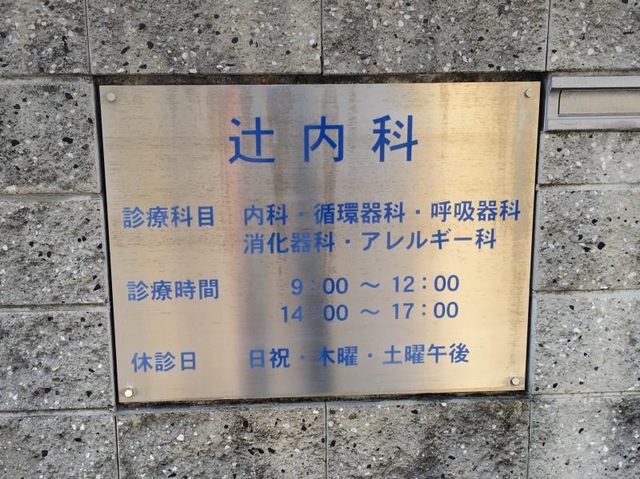 辻内科
診療科目 内科・循環器科・呼吸器科
消化器科・アレルギー科
診療時間 9:00 ～ 12:00
14:00 ～ 17:00
休診日 日祝・木曜・土曜午後